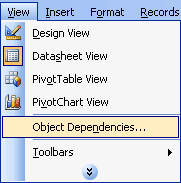 View Insert Format Records
Design View
Datasheet View
PivotTable View
PivotChart View
Object Dependencies...
Toolbars